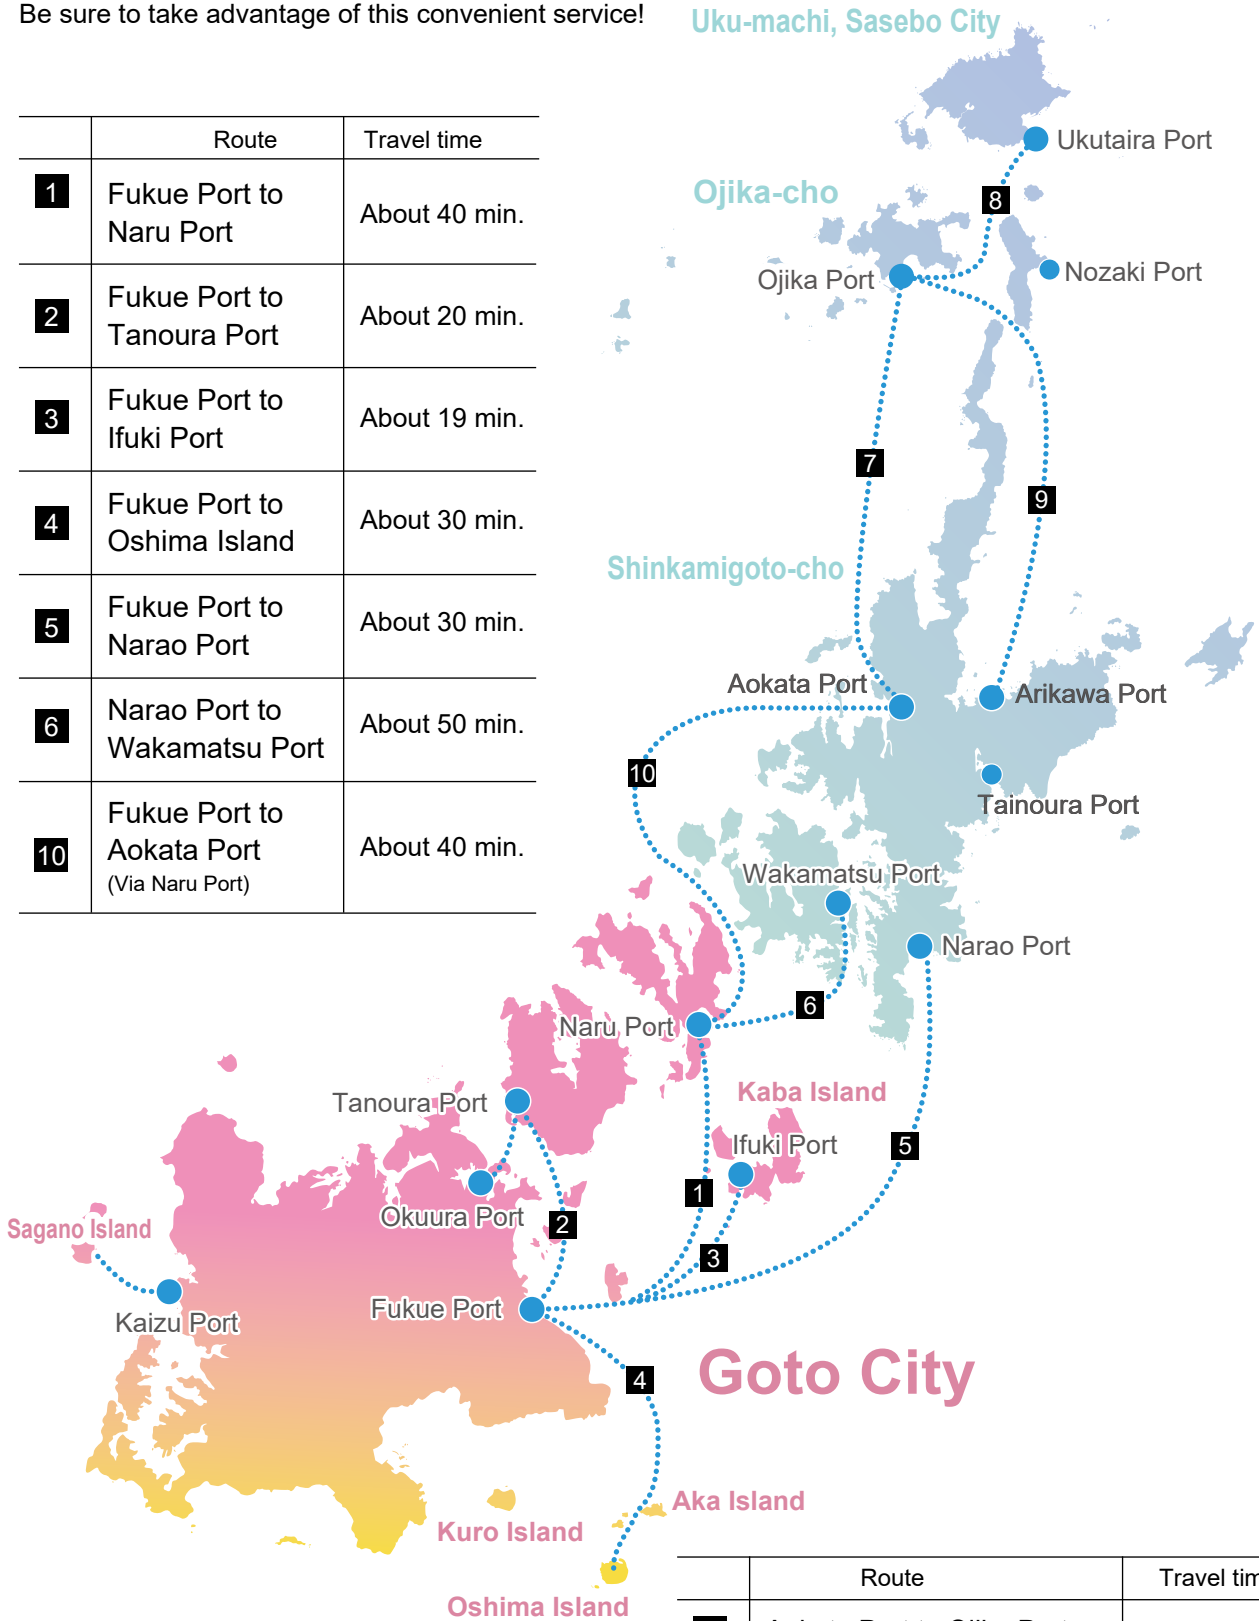 Be sure to take advantage of this convenient service!
Route Travel time
1 Fukue Port to
Naru Port
About 40 min.
2 Fukue Port to
Tanoura Port
About 20 min.
3 Fukue Port to
Ifuki Port
About 19 min.
4 Fukue Port to
Oshima Island
About 30 min.
5 Fukue Port to
Narao Port
About 30 min.
6 Narao Port to
Wakamatsu Port
About 50 min.
10 Fukue Port to
Aokata Port
(Via Naru Port)
About 40 min.
Uku-machi, Sasebo City
Ukutaira Port
8
Ojika-cho
Ojika Port
Nozaki Port
7
9
Shinkamigoto-cho
Aokata Port
Arikawa Port
10
Tainoura Port
Wakamatsu Port
Narao Port
6
Naru Port
Kaba Island
Tanoura Port
Ifuki Port
5
1
Okuura Port
2
Sagano Island
3
Kaizu Port
Fukue Port
4
Goto City
Aka Island
Kuro Island
Oshima Island
Route